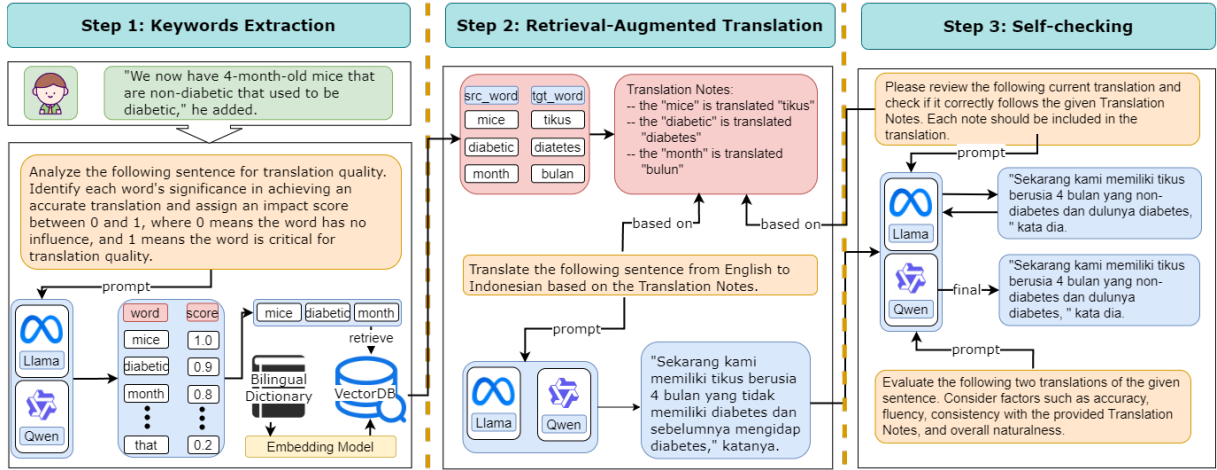 Step 1: Keywords Extraction
"We now have 4-month-old mice that
are non-diabetic that used to be
diabetic," he added.
Analyze the following sentence for translation quality.
Identify each word's significance in achieving an
accurate translation and assign an impact score
between 0 and 1, where 0 means the word has no
influence, and 1 means the word is critical for
translation quality.
prompt
Llama
Qwen
word score
mice 1.0
diabetic 0.9
month 0.8
that 0.2
mice diabetic month
retrieve
Bilingual
Dictionary
VectorDB
Embedding Model
Step 2: Retrieval-Augmented Translation
src_word tgt_word
mice tikus
diabetic diatetes
month bulan
Translation Notes:
-- the "mice" is translated "tikus"
-- the "diabetic" is translated
"diabetes"
-- the "month" is translated
"bulun"
based on
based on
Translate the following sentence from English to
Indonesian based on the Translation Notes.
prompt
Llama
Qwen
"Sekarang kami
memiliki tikus berusia
4 bulan yang tidak
memiliki diabetes dan
sebelumnya mengidap
diabetes," katanya.
Step 3: Self-checking
Please review the following current translation and
check if it correctly follows the given Translation
Notes. Each note should be included in the
translation.
prompt
Llama
Qwen
"Sekarang kami memiliki tikus
berusia 4 bulan yang non-
diabetes dan dulunya diabetes,
" kata dia.
final
"Sekarang kami memiliki tikus
berusia 4 bulan yang non-
diabetes dan dulunya
diabetes, " kata dia.
prompt
Evaluate the following two translations of the given
sentence. Consider factors such as accuracy,
fluency, consistency with the provided Translation
Notes, and overall naturalness.